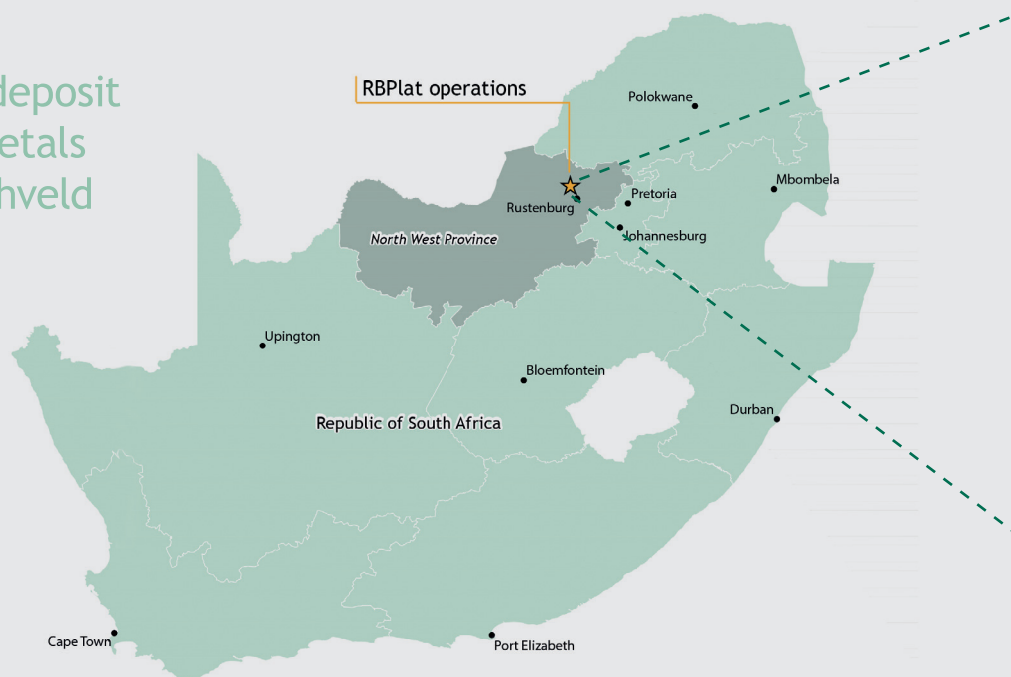 deposit
etals
hveld
RBPlat operations
Polokwane
Mbombela
Pretoria
Rustenburg
Johannesburg
North West Province
Upington
Bloemfontein
Durban
Republic of South Africa
Cape Town
Port Elizabeth